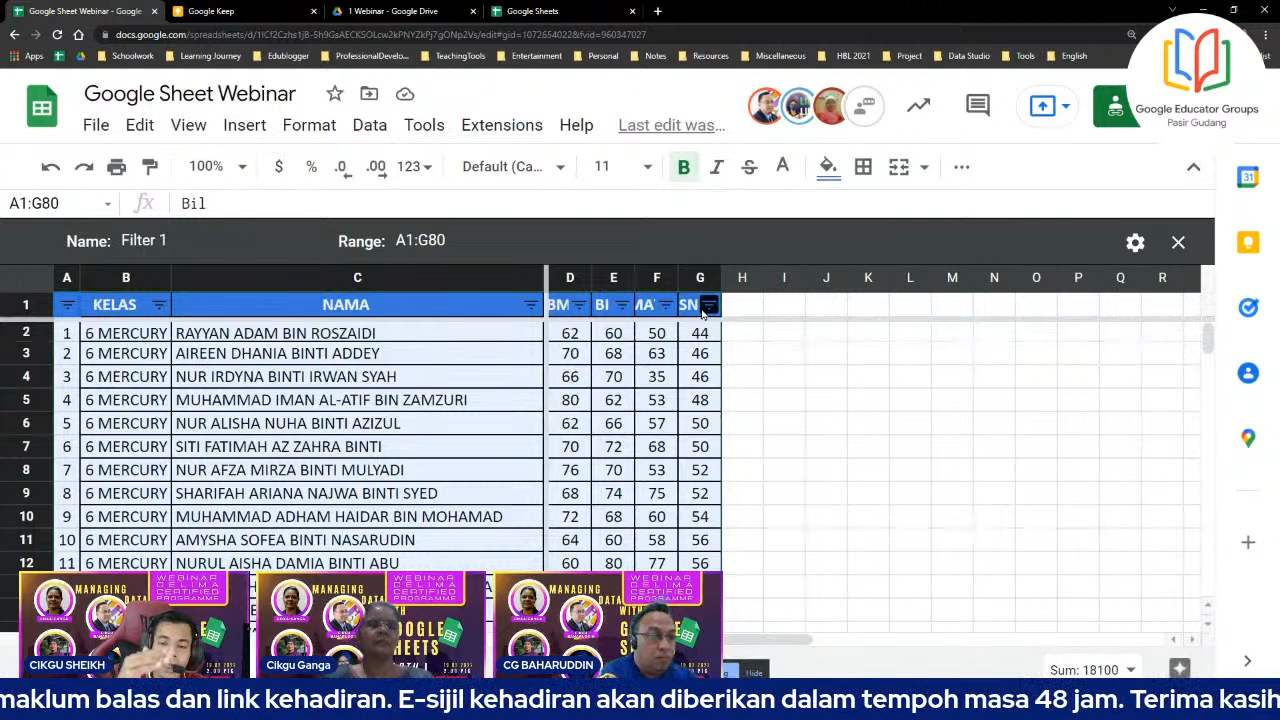 Google Sheet Webinar - Google
Google Keep
1 Webinar - Google Drive
Google Sheets
docs.google.com/spreadsheets/d/1ICf2Czhs1jB-5h9GsAECK5OLcw2kPNYZkPj7gQNp2Vs/edit#gid=1072654022&fvid=960347027
Apps
Schoolwork
Learning Journey
Edublogger
ProfessionalDevelo...
TeachingTools
Entertainment
Personal
Notes
Resources
Miscellaneous
HBL 2021
Project
Data Studio
Tools
English
Google Educator Groups
Pasir Gudang
Google Sheet Webinar
File Edit View Insert Format Data Tools Extensions Help Last edit was...
100% $ % .0 .00 123 Default (Ca... 11 B I S A
A1:G80 fx Bil
Name: Filter 1 Range: A1:G80
A B C D E F G H I J K L M N O P Q R
1 KELAS NAMA BM BI MA SN
2 1 6 MERCURY RAYYAN ADAM BIN ROSZAIDI 62 60 50 44
3 2 6 MERCURY AIREEN DHANIA BINTI ADDEY 70 68 63 46
4 3 6 MERCURY NUR IRDYNA BINTI IRWAN SYAH 66 70 35 46
5 4 6 MERCURY MUHAMMAD IMAN AL-ATIF BIN ZAMZURI 80 62 53 48
6 5 6 MERCURY NUR ALISHA NUHA BINTI AZIZUL 62 66 57 50
7 6 6 MERCURY SITI FATIMAH AZ ZAHRA BINTI 70 72 68 50
8 7 6 MERCURY NUR AFZA MIRZA BINTI MULYADI 76 70 53 52
9 8 6 MERCURY SHARIFAH ARIANA NAJWA BINTI SYED 68 74 75 52
10 9 6 MERCURY MUHAMMAD ADHAM HAIDAR BIN MOHAMAD 72 68 60 54
11 10 6 MERCURY AMYSHA SOFEA BINTI NASARUDIN 64 60 58 56
12 11 6 MERCURY NURUL AISHA DAMIA BINTI ABU 60 80 77 56
MANAGING
WEBINAR DELIMA CERTIFIED PROGRAMME
CIKGU SHEIKH
Cikgu Ganga
CG BAHARUDDIN
Hide
Sum: 18100
maklum balas dan link kehadiran. E-sijil kehadiran akan diberikan dalam tempoh masa 48 jam. Terima kasih